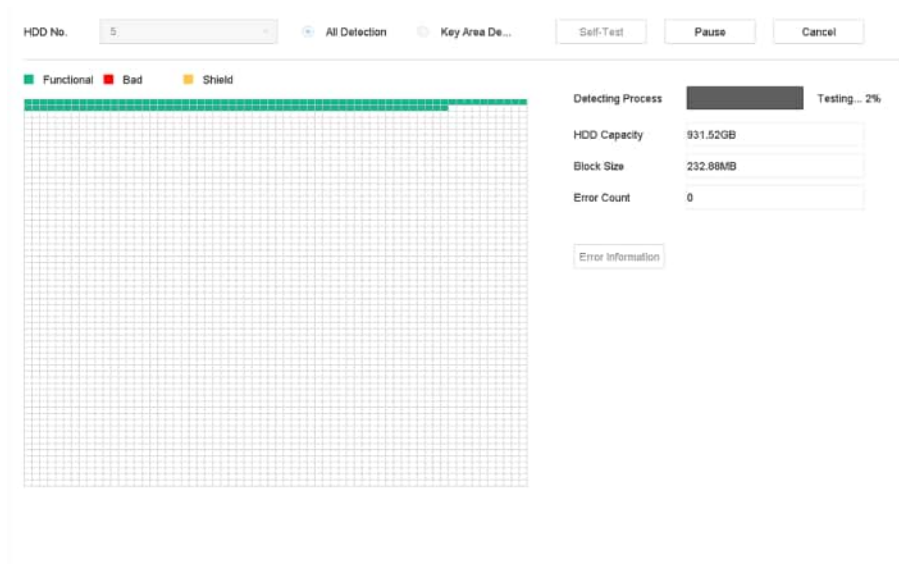 HDD No. 5 All Detection Key Area De... Self-Test Pause Cancel
Functional Bad Shield
Detecting Process Testing... 2%
HDD Capacity 931.52GB
Block Size 232.88MB
Error Count 0
Error Information